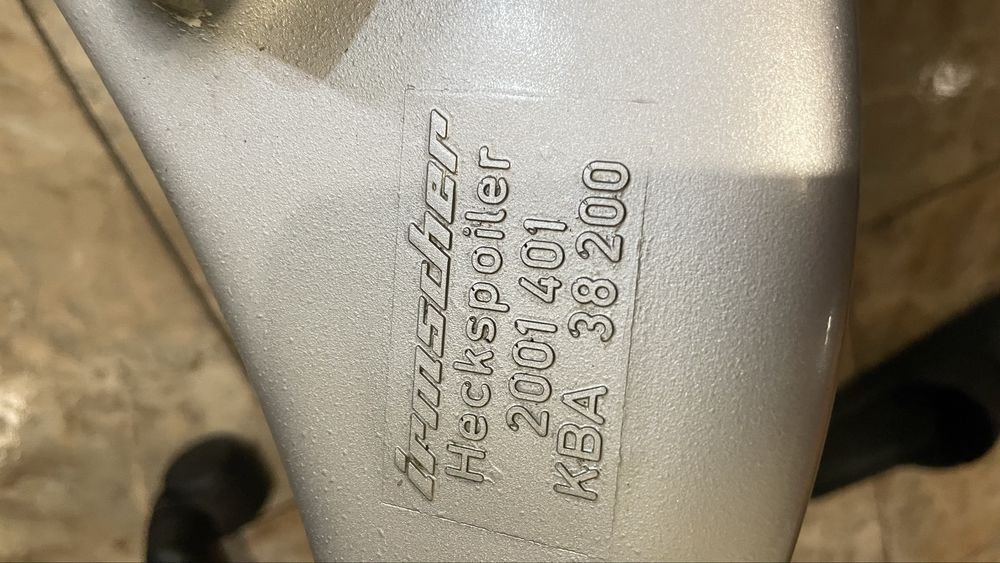 irmscher
Heckspoiler
2001 401
KBA 38 200